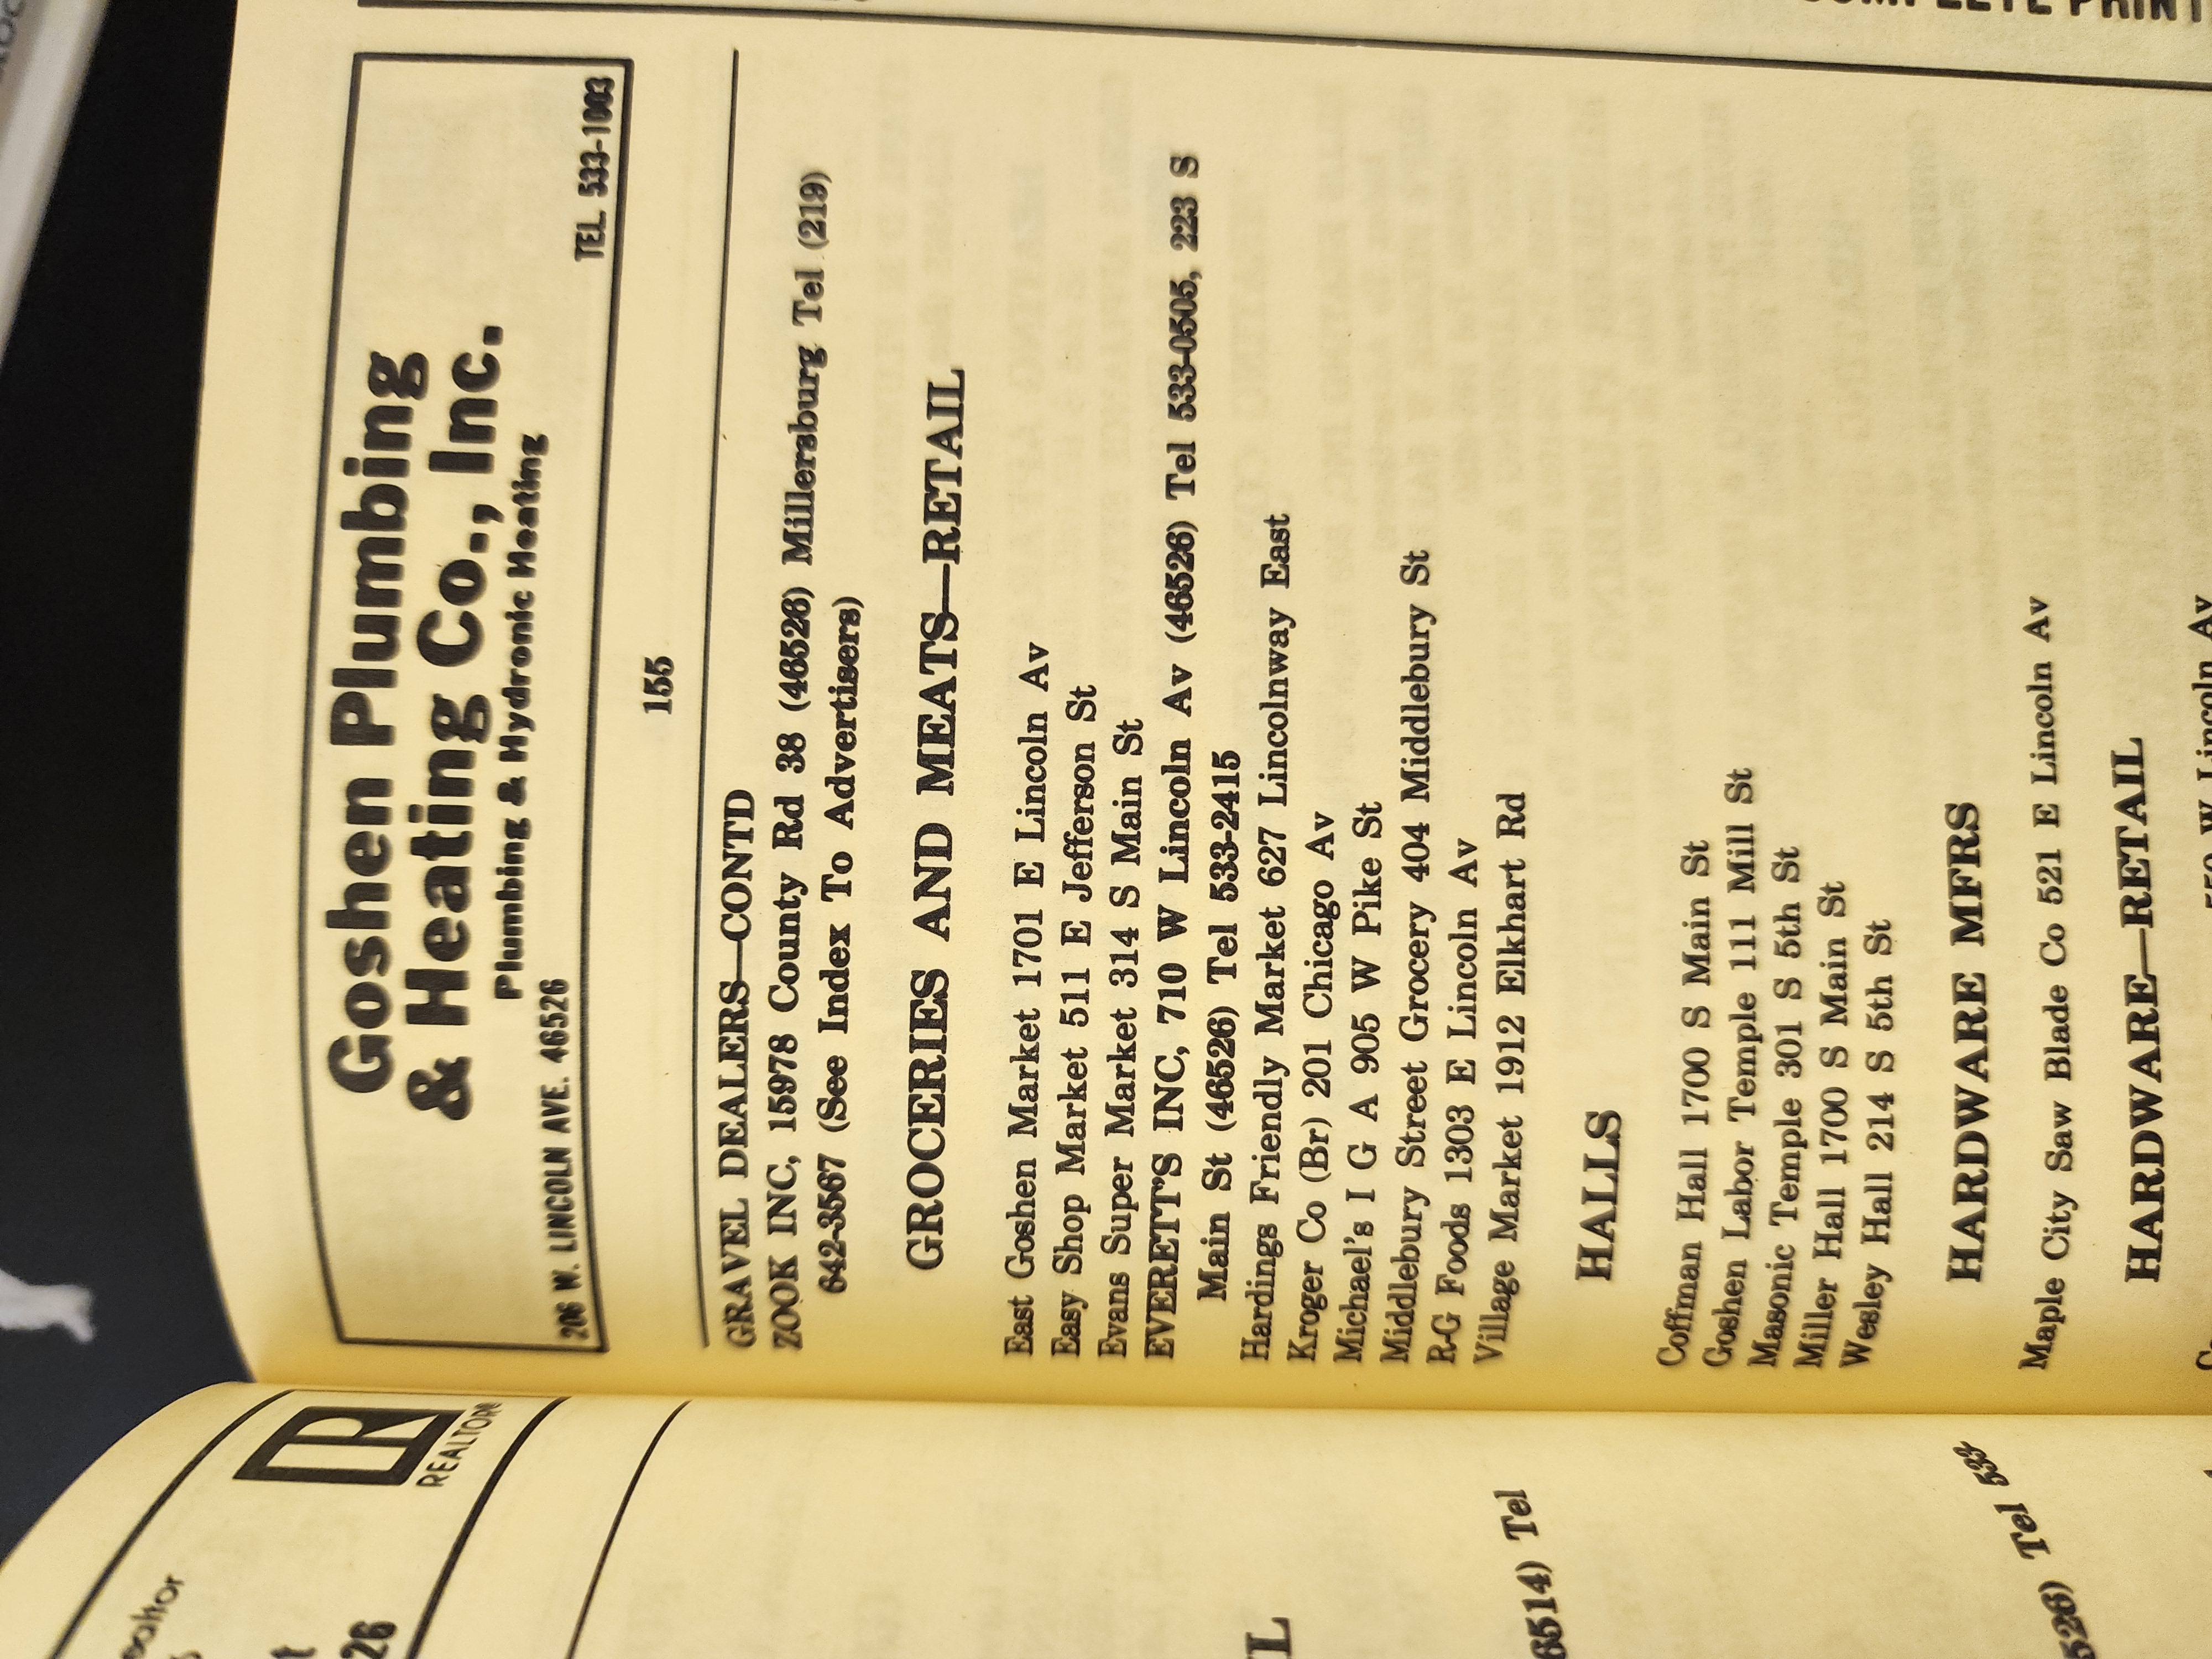 Goshen Plumbing
& Heating Co., Inc.
Plumbing & Hydronic Heating
206 W. LINCOLN AVE. 46526 TEL. 533-1003
155
GRAVEL DEALERS—CONTD
ZOOK INC, 15978 County Rd 38 (46526) Millersburg Tel (219)
642-3567 (See Index To Advertisers)
GROCERIES AND MEATS—RETAIL
East Goshen Market 1701 E Lincoln Av
Easy Shop Market 511 E Jefferson St
Evans Super Market 314 S Main St
EVERETT'S INC, 710 W Lincoln Av (46526) Tel 533-0505, 223 S
Main St (46526) Tel 533-2415
Hardings Friendly Market 627 Lincolnway East
Kroger Co (Br) 201 Chicago Av
Michael's I G A 905 W Pike St
Middlebury Street Grocery 404 Middlebury St
R-G Foods 1303 E Lincoln Av
Village Market 1912 Elkhart Rd
HALLS
Coffman Hall 1700 S Main St
Goshen Labor Temple 111 Mill St
Masonic Temple 301 S 5th St
Miller Hall 1700 S Main St
Wesley Hall 214 S 5th St
HARDWARE MFRS
Maple City Saw Blade Co 521 E Lincoln Av
HARDWARE—RETAIL
W Lincoln Av
REALTOR
26
6514) Tel
526) Tel 533